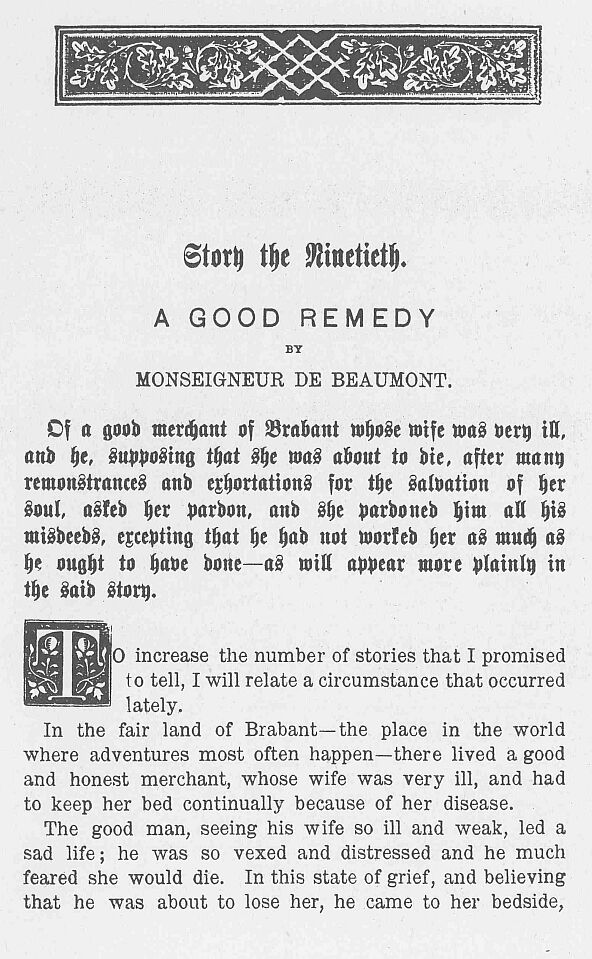 Story the Ninetieth.
A GOOD REMEDY
BY
MONSEIGNEUR DE BEAUMONT.
Of a good merchant of Brabant whose wife was very ill,
and he, supposing that she was about to die, after many
remonstrances and exhortations for the salvation of her
soul, asked her pardon, and she pardoned him all his
misdeeds, excepting that he had not worked her as much as
he ought to have done—as will appear more plainly in
the said story.
TO increase the number of stories that I promised
to tell, I will relate a circumstance that occurred
lately.
In the fair land of Brabant—the place in the world
where adventures most often happen—there lived a good
and honest merchant, whose wife was very ill, and had
to keep her bed continually because of her disease.
The good man, seeing his wife so ill and weak, led a
sad life; he was so vexed and distressed and he much
feared she would die. In this state of grief, and believing
that he was about to lose her, he came to her bedside,